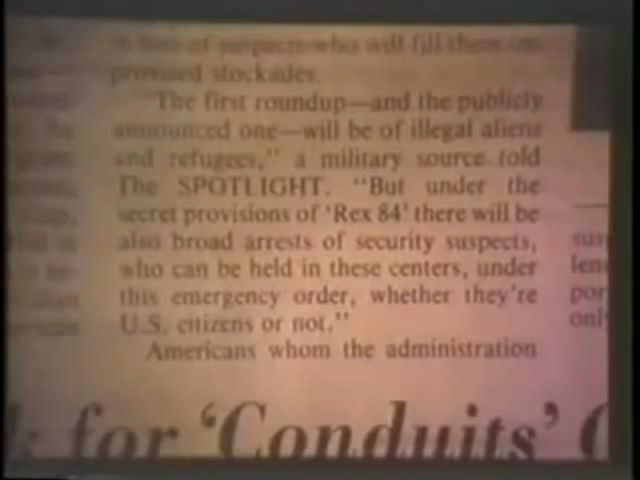 of suspects who will fill these im-
provised stockades.
The first roundup—and the publicly
announced one—will be of illegal aliens
and refugees," a military source told
The SPOTLIGHT. "But under the
secret provisions of 'Rex 84' there will be
also broad arrests of security suspects,
who can be held in these centers, under
this emergency order, whether they're
U.S. citizens or not."
Americans whom the administration
for 'Conduits'